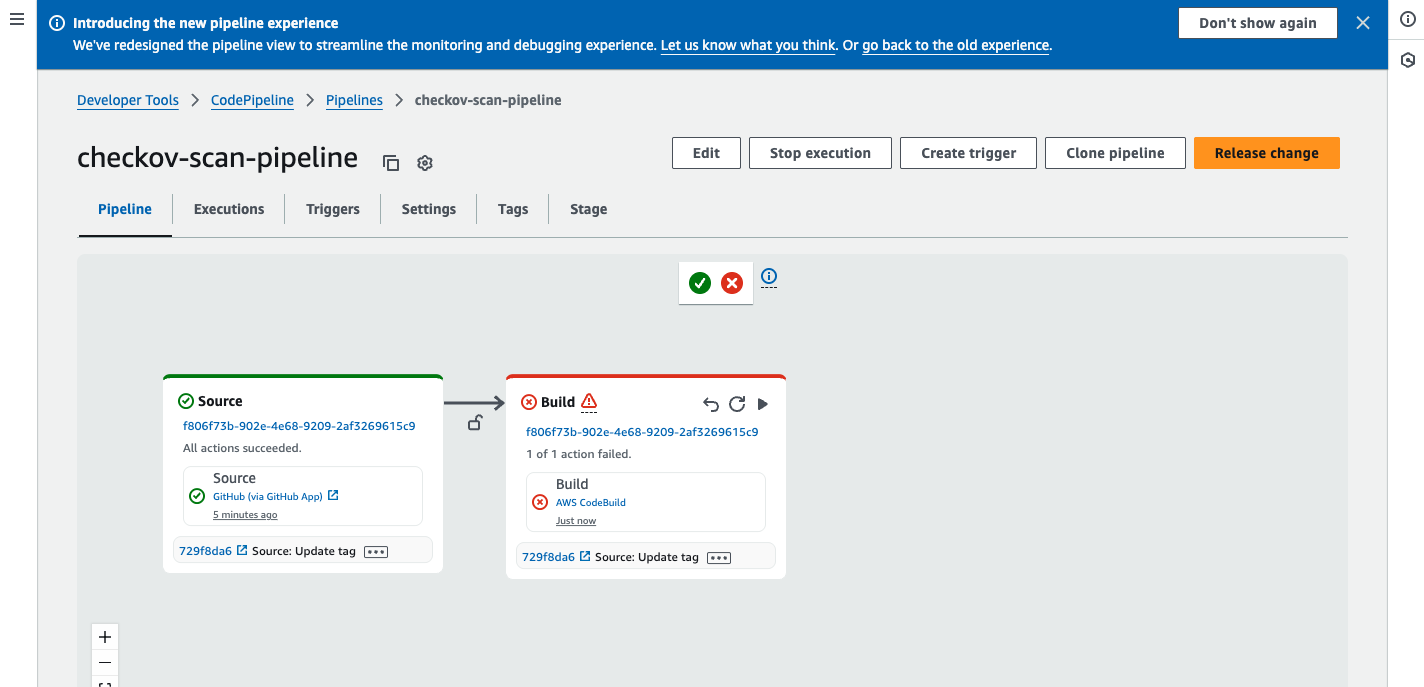 Introducing the new pipeline experience
We've redesigned the pipeline view to streamline the monitoring and debugging experience. Let us know what you think. Or go back to the old experience.
Don't show again
Developer Tools > CodePipeline > Pipelines > checkov-scan-pipeline
checkov-scan-pipeline
Edit
Stop execution
Create trigger
Clone pipeline
Release change
Pipeline
Executions
Triggers
Settings
Tags
Stage
Source
f806f73b-902e-4e68-9209-2af3269615c9
All actions succeeded.
Source
GitHub (via GitHub App)
5 minutes ago
729f8da6 Source: Update tag
Build
f806f73b-902e-4e68-9209-2af3269615c9
1 of 1 action failed.
Build
AWS CodeBuild
Just now
729f8da6 Source: Update tag